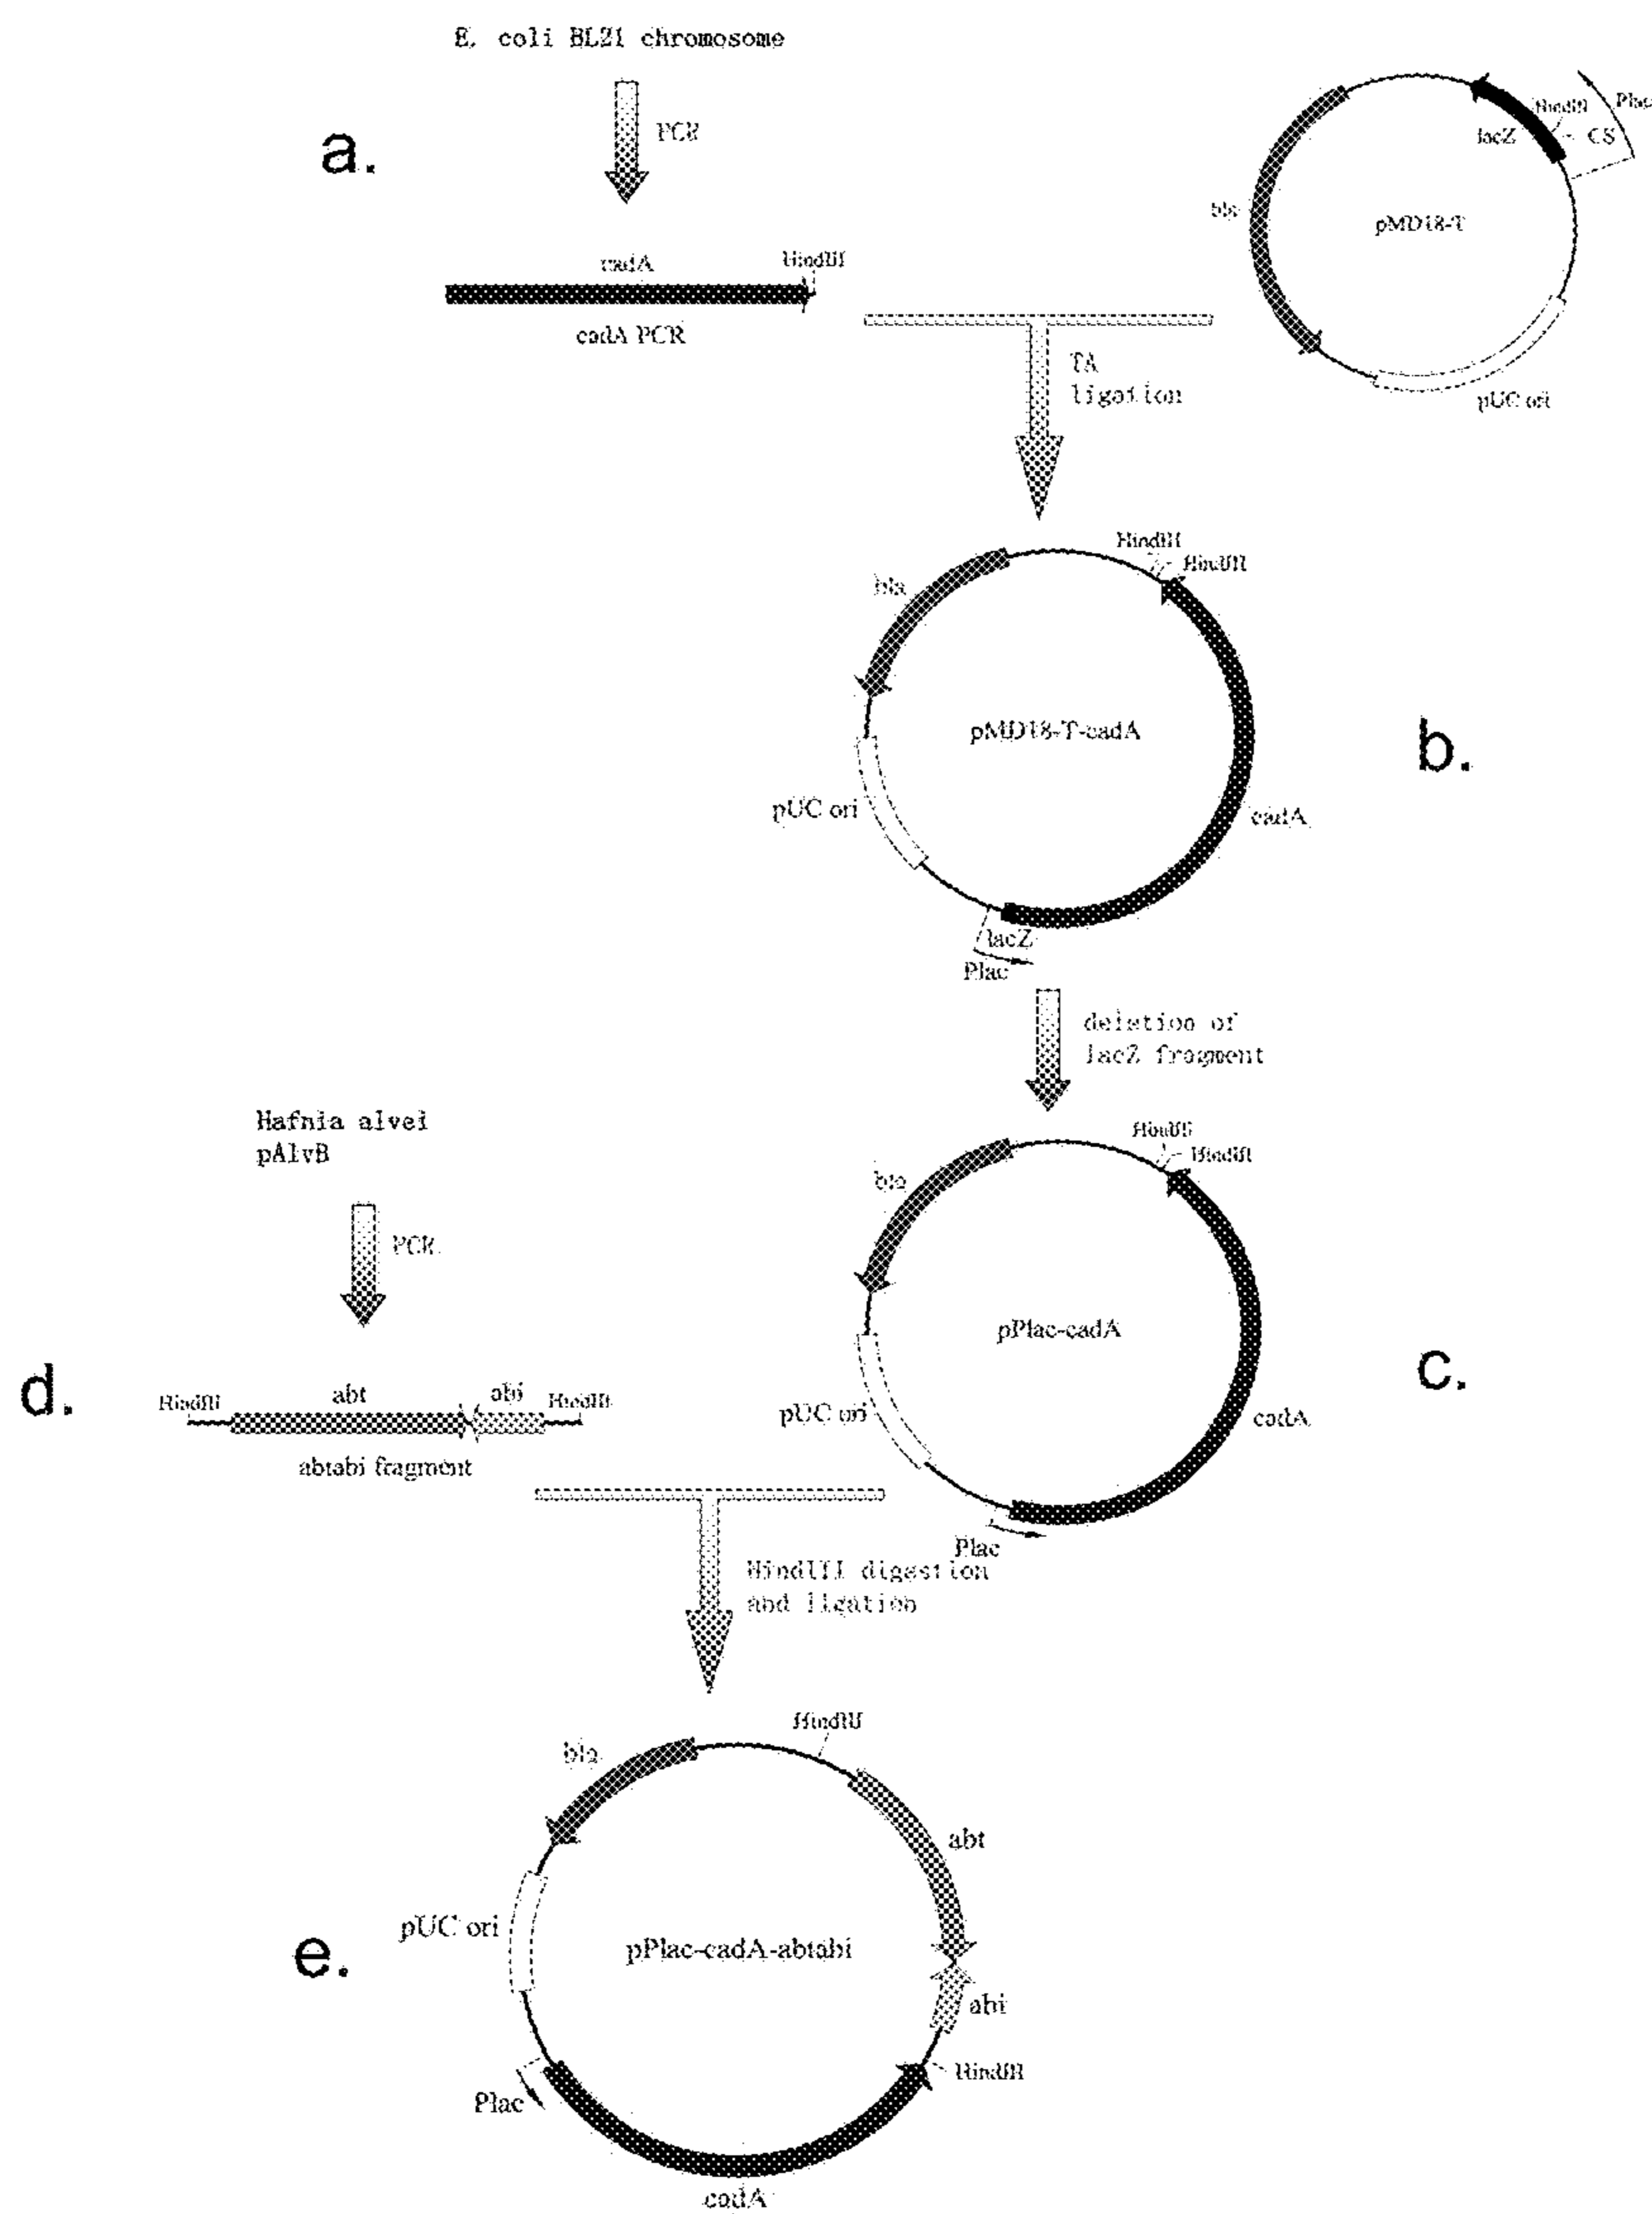 E. coli BL21 chromosome
a.
PCR
cadA
HindIII
cadA PCR
HindIII
Plac
lacZ
CS
bla
pMD18-T
pUC ori
TA
ligation
HindIII
HindIII
bla
pMD18-T-cadA
b.
pUC ori
cadA
lacZ
Plac
deletion of
lacZ fragment
Hafnia alvei
pAlvB
PCR
HindIII
HindIII
bla
pPlac-cadA
c.
pUC ori
cadA
Plac
d.
HindIII
abt
abi
HindIII
abtabi fragment
HindIII digestion
and ligation
HindIII
bla
abt
pUC ori
pPlac-cadA-abtabi
e.
abi
HindIII
Plac
cadA